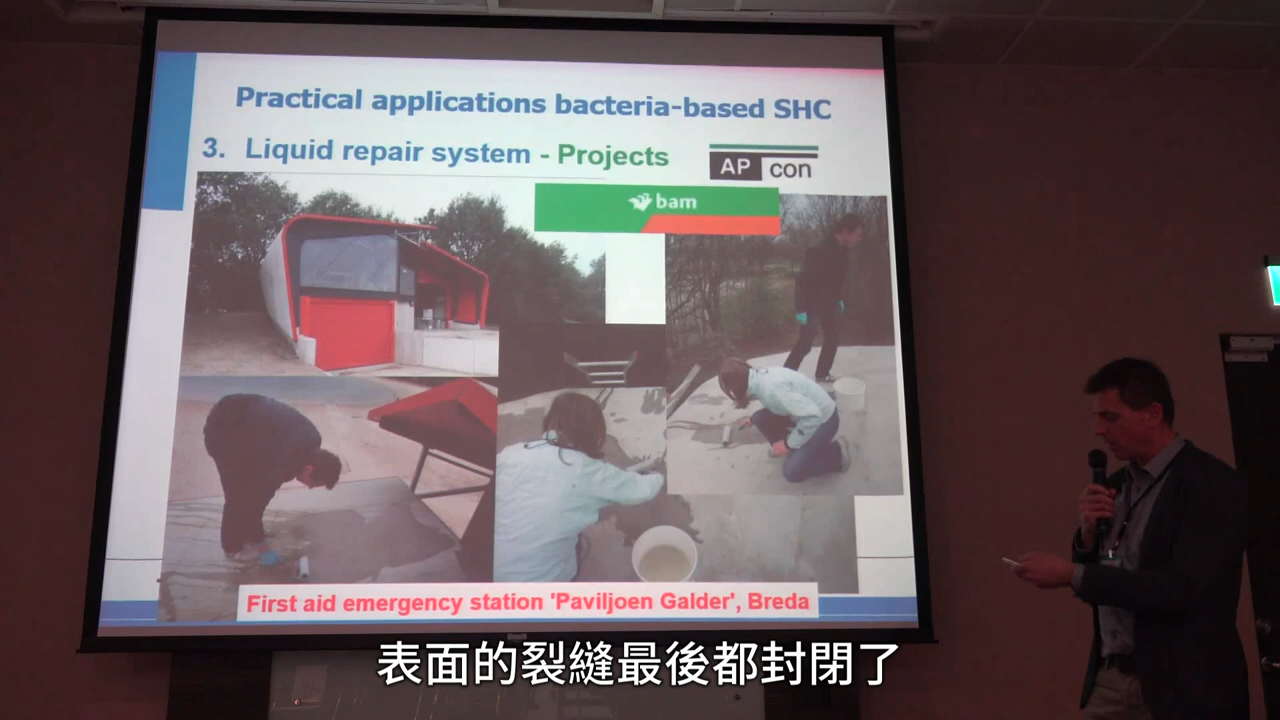 Practical applications bacteria-based SHC
3. Liquid repair system - Projects
AP con
bam
First aid emergency station 'Paviljoen Galder', Breda
表面的裂縫最後都封閉了